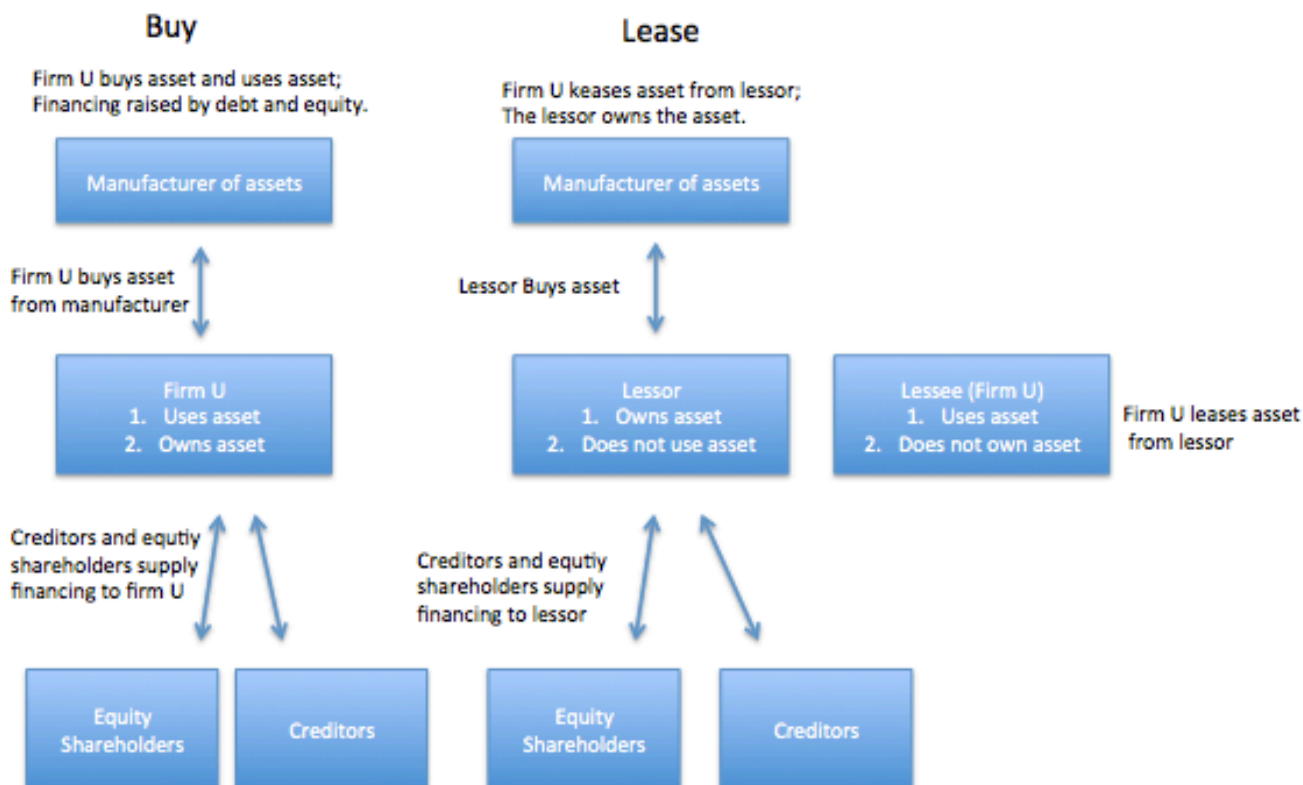 Buy
Firm U buys asset and uses asset;
Financing raised by debt and equity.
Manufacturer of assets
Firm U buys asset
from manufacturer
Firm U
1. Uses asset
2. Owns asset
Creditors and equtiy
shareholders supply
financing to firm U
Equity
Shareholders
Creditors
Lease
Firm U keases asset from lessor;
The lessor owns the asset.
Manufacturer of assets
Lessor Buys asset
Lessor
1. Owns asset
2. Does not use asset
Lessee (Firm U)
1. Uses asset
2. Does not own asset
Firm U leases asset
from lessor
Creditors and equtiy
shareholders supply
financing to lessor
Equity
Shareholders
Creditors